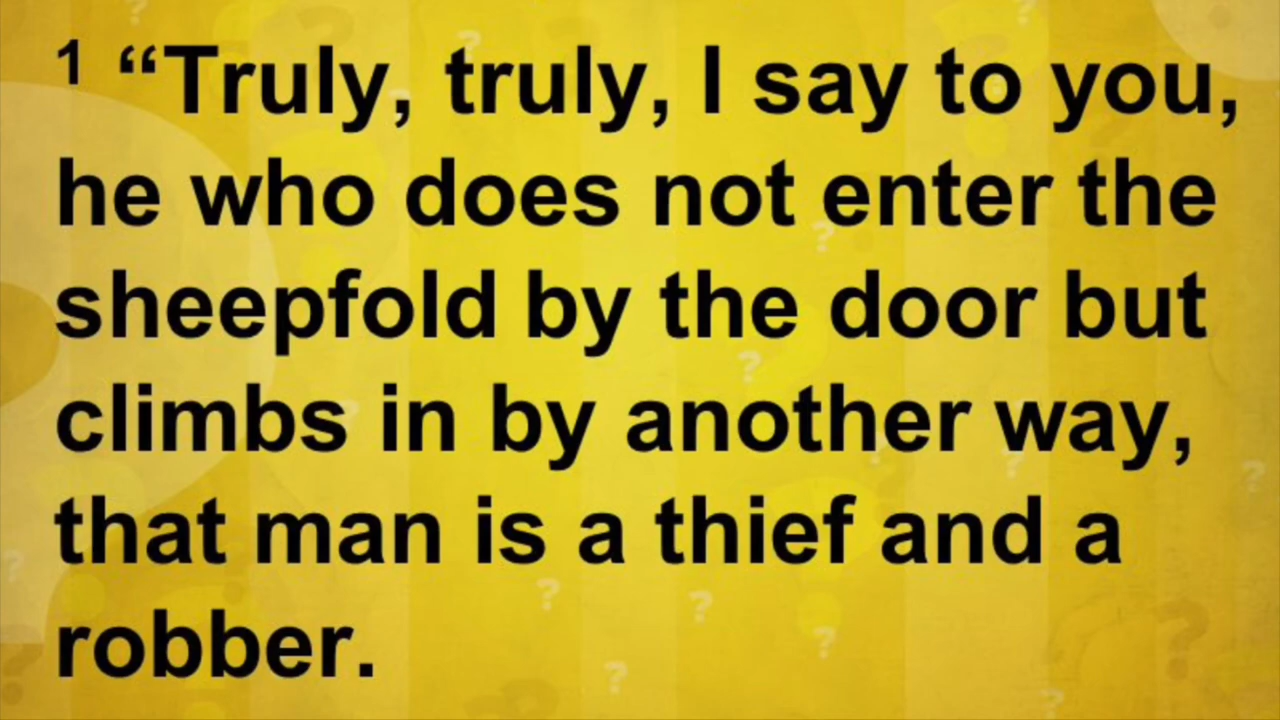 1 “Truly, truly, I say to you,
he who does not enter the
sheepfold by the door but
climbs in by another way,
that man is a thief and a
robber.